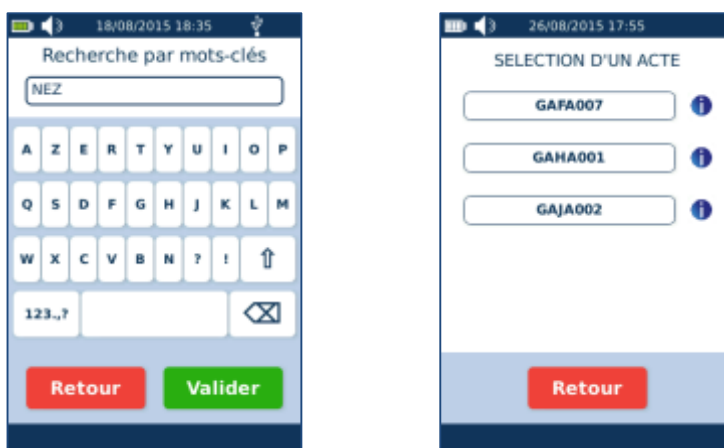 18/08/2015 18:35
Recherche par mots-clés
NEZ
A Z E R T Y U I O P
Q S D F G H J K L M
W X C V B N ? !
123.,?
Retour Valider
26/08/2015 17:55
SELECTION D'UN ACTE
GAFA007
GAHA001
GAJA002
Retour